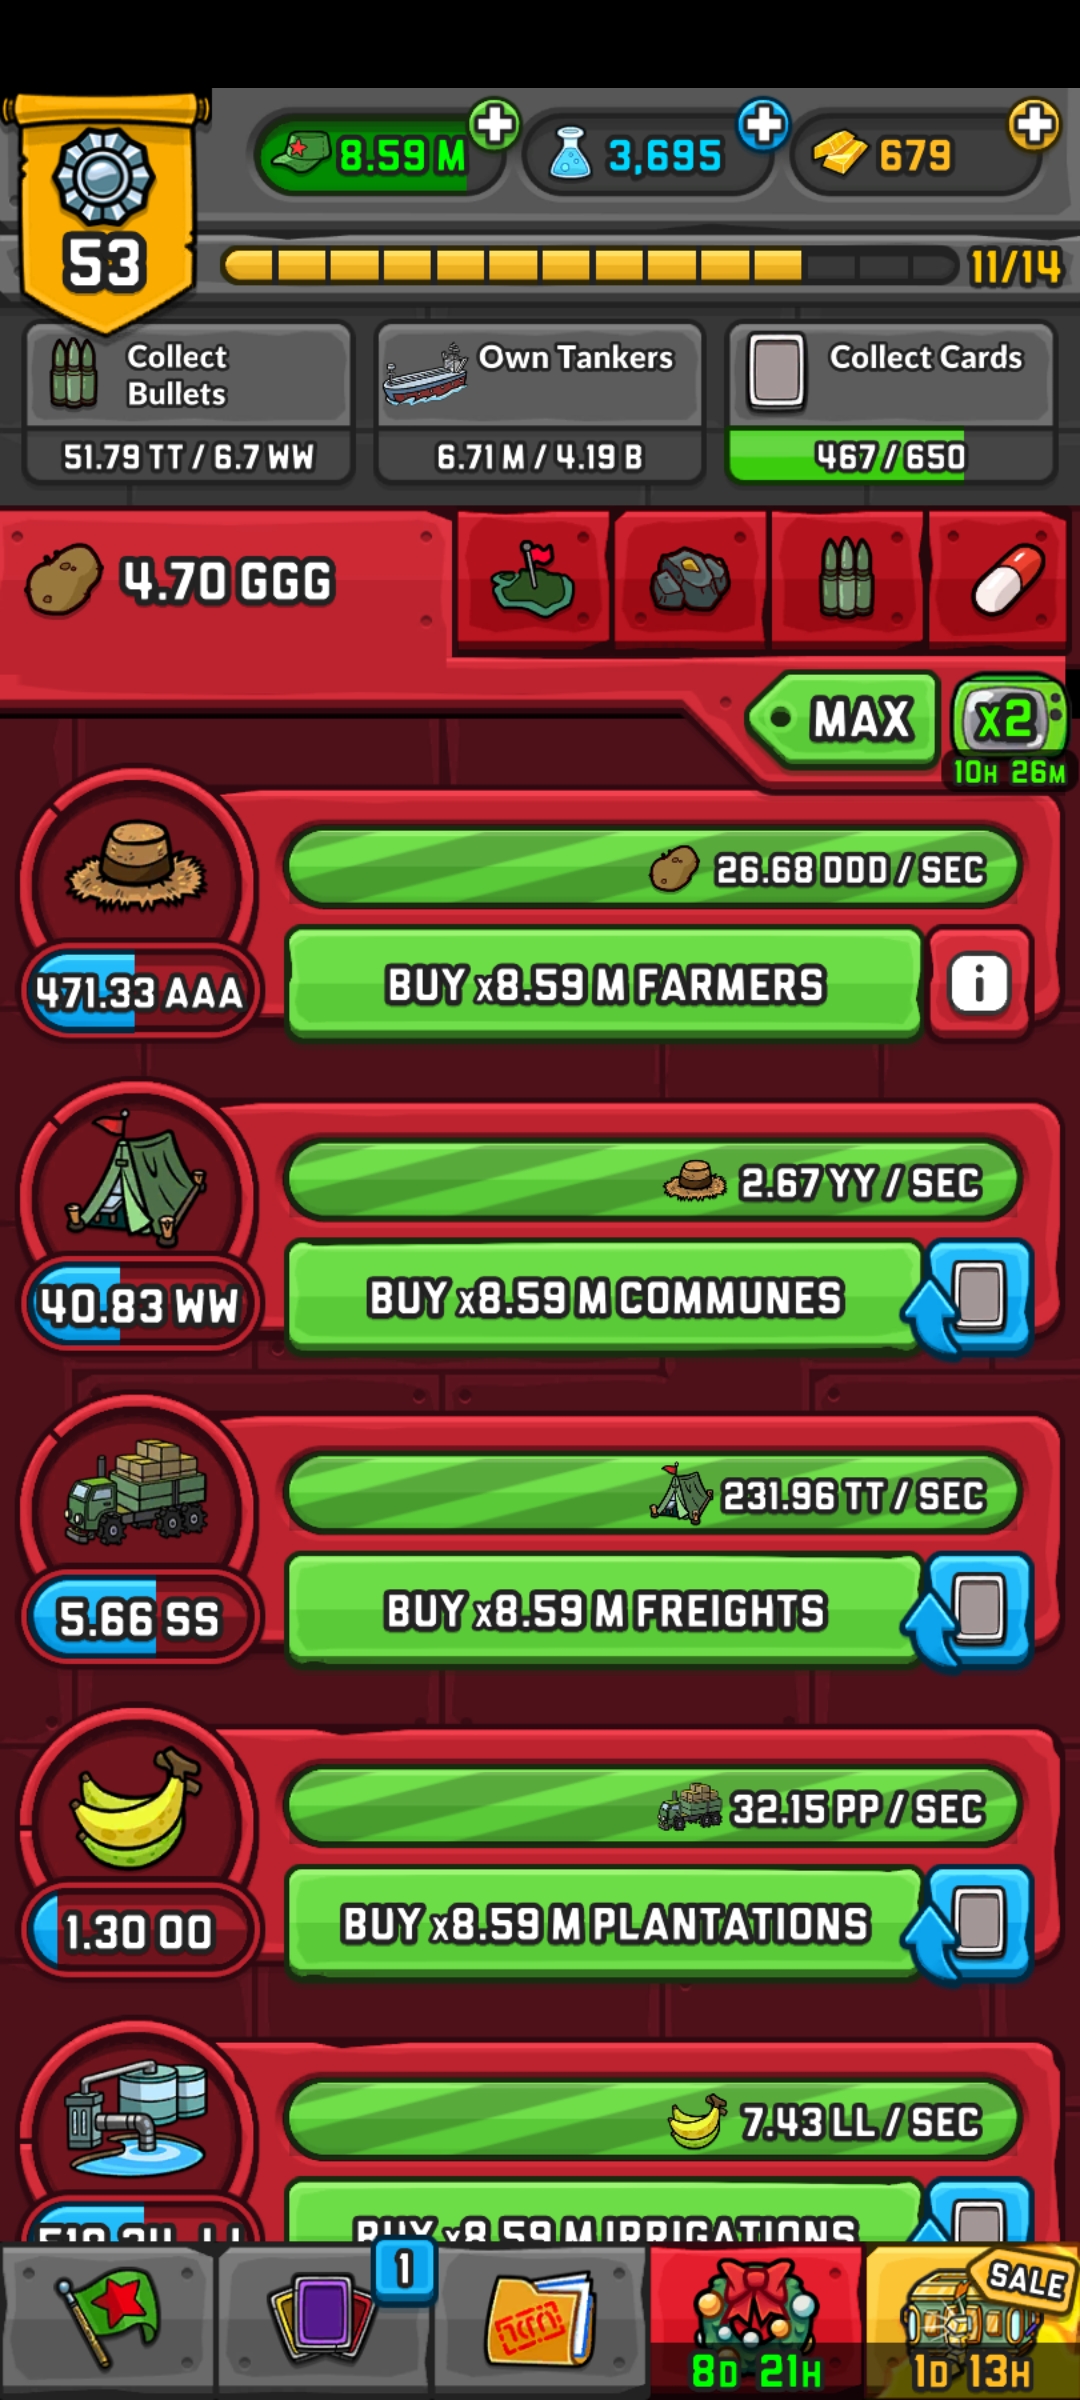 8.59 M
3,695
679
53
11/14
Collect
Bullets
51.79 TT / 6.7 WW
Own Tankers
6.71 M / 4.19 B
Collect Cards
467/650
4.70 GGG
MAX
x2
10H 26M
26.68 DDD / SEC
471.33 AAA
BUY x8.59 M FARMERS
i
2.67 YY / SEC
40.83 WW
BUY x8.59 M COMMUNES
231.96 TT / SEC
5.66 SS
BUY x8.59 M FREIGHTS
32.15 PP / SEC
1.30 OO
BUY x8.59 M PLANTATIONS
7.43 LL / SEC
BUY x8.59 M IRRIGATIONS
1
SALE
8D 21H
1D 13H